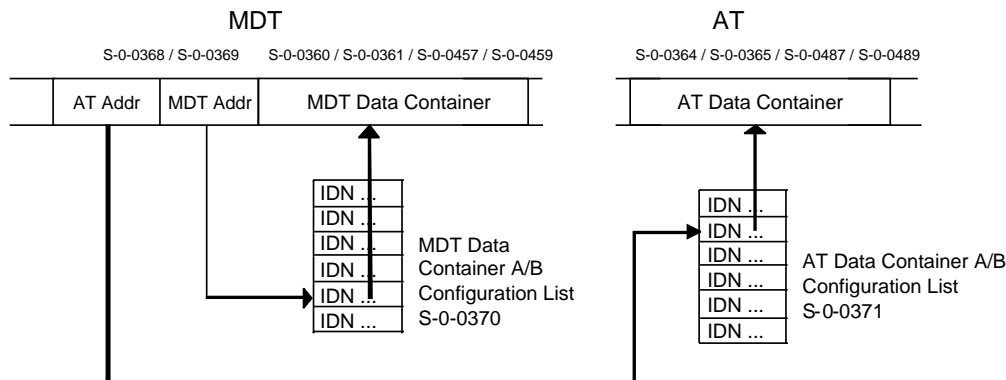 MDT
AT
S-0-0368 / S-0-0369
S-0-0360 / S-0-0361 / S-0-0457 / S-0-0459
S-0-0364 / S-0-0365 / S-0-0487 / S-0-0489
AT Addr
MDT Addr
MDT Data Container
AT Data Container
IDN ...
IDN ...
IDN ...
IDN ...
IDN ...
IDN ...
MDT Data
Container A/B
Configuration List
S-0-0370
IDN ...
IDN ...
IDN ...
IDN ...
IDN ...
IDN ...
AT Data Container A/B
Configuration List
S-0-0371